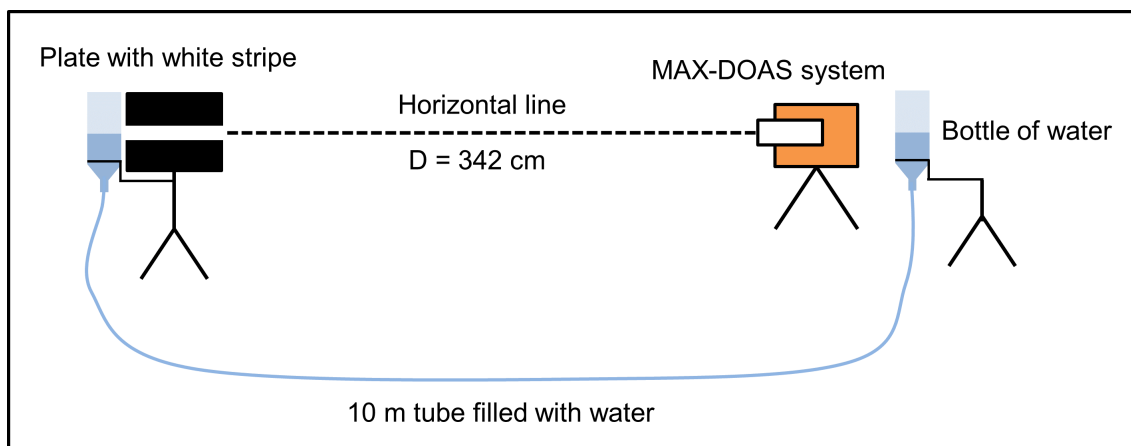 Plate with white stripe
MAX-DOAS system
Horizontal line
Bottle of water
D = 342 cm
10 m tube filled with water